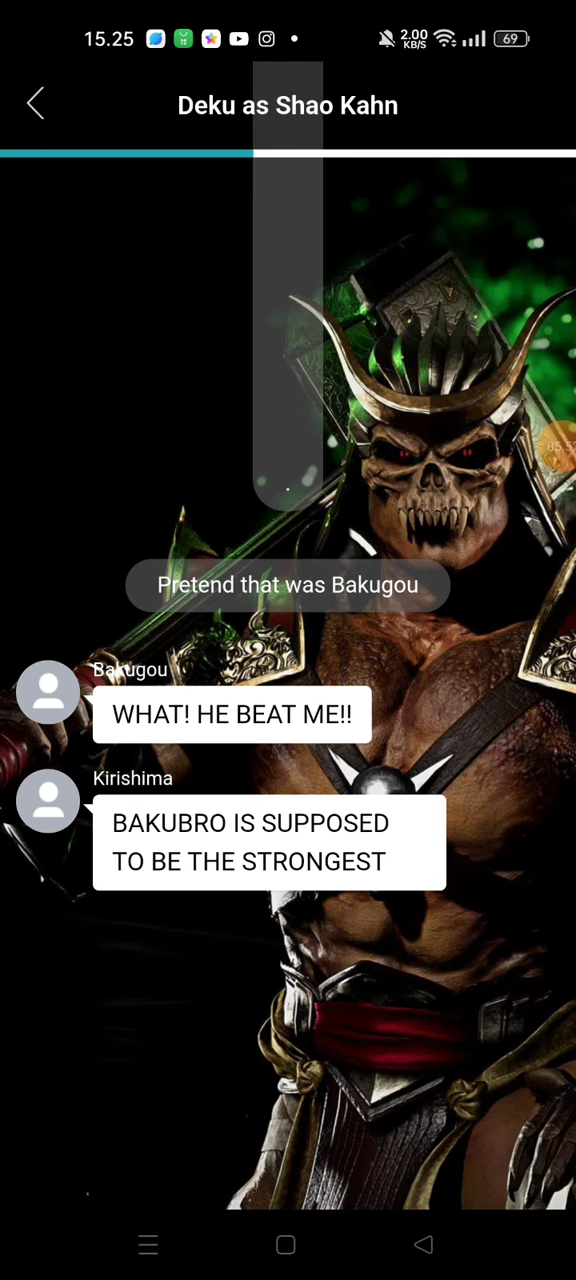 15.25
2.00
KB/S
69
Deku as Shao Kahn
Pretend that was Bakugou
Bakugou
WHAT! HE BEAT ME!!
Kirishima
BAKUBRO IS SUPPOSED
TO BE THE STRONGEST